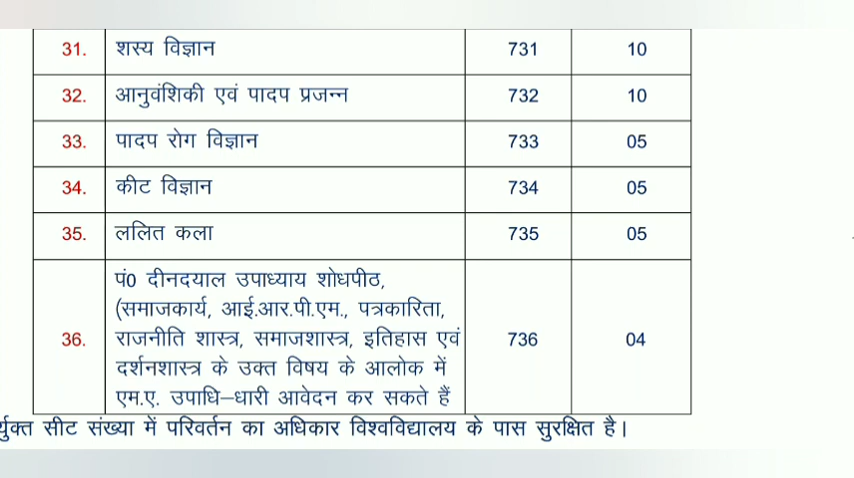 31. शस्य विज्ञान 731 10
32. आनुवंशिकी एवं पादप प्रजन्न 732 10
33. पादप रोग विज्ञान 733 05
34. कीट विज्ञान 734 05
35. ललित कला 735 05
पं0 दीनदयाल उपाध्याय शोधपीठ,
(समाजकार्य, आई.आर.पी.एम., पत्रकारिता,
36. राजनीति शास्त्र, समाजशास्त्र, इतिहास एवं 736 04
दर्शनशास्त्र के उक्त विषय के आलोक में
एम.ए. उपाधि–धारी आवेदन कर सकते हैं
सीट संख्या में परिवर्तन का अधिकार विश्वविद्यालय के पास सुरक्षित है।